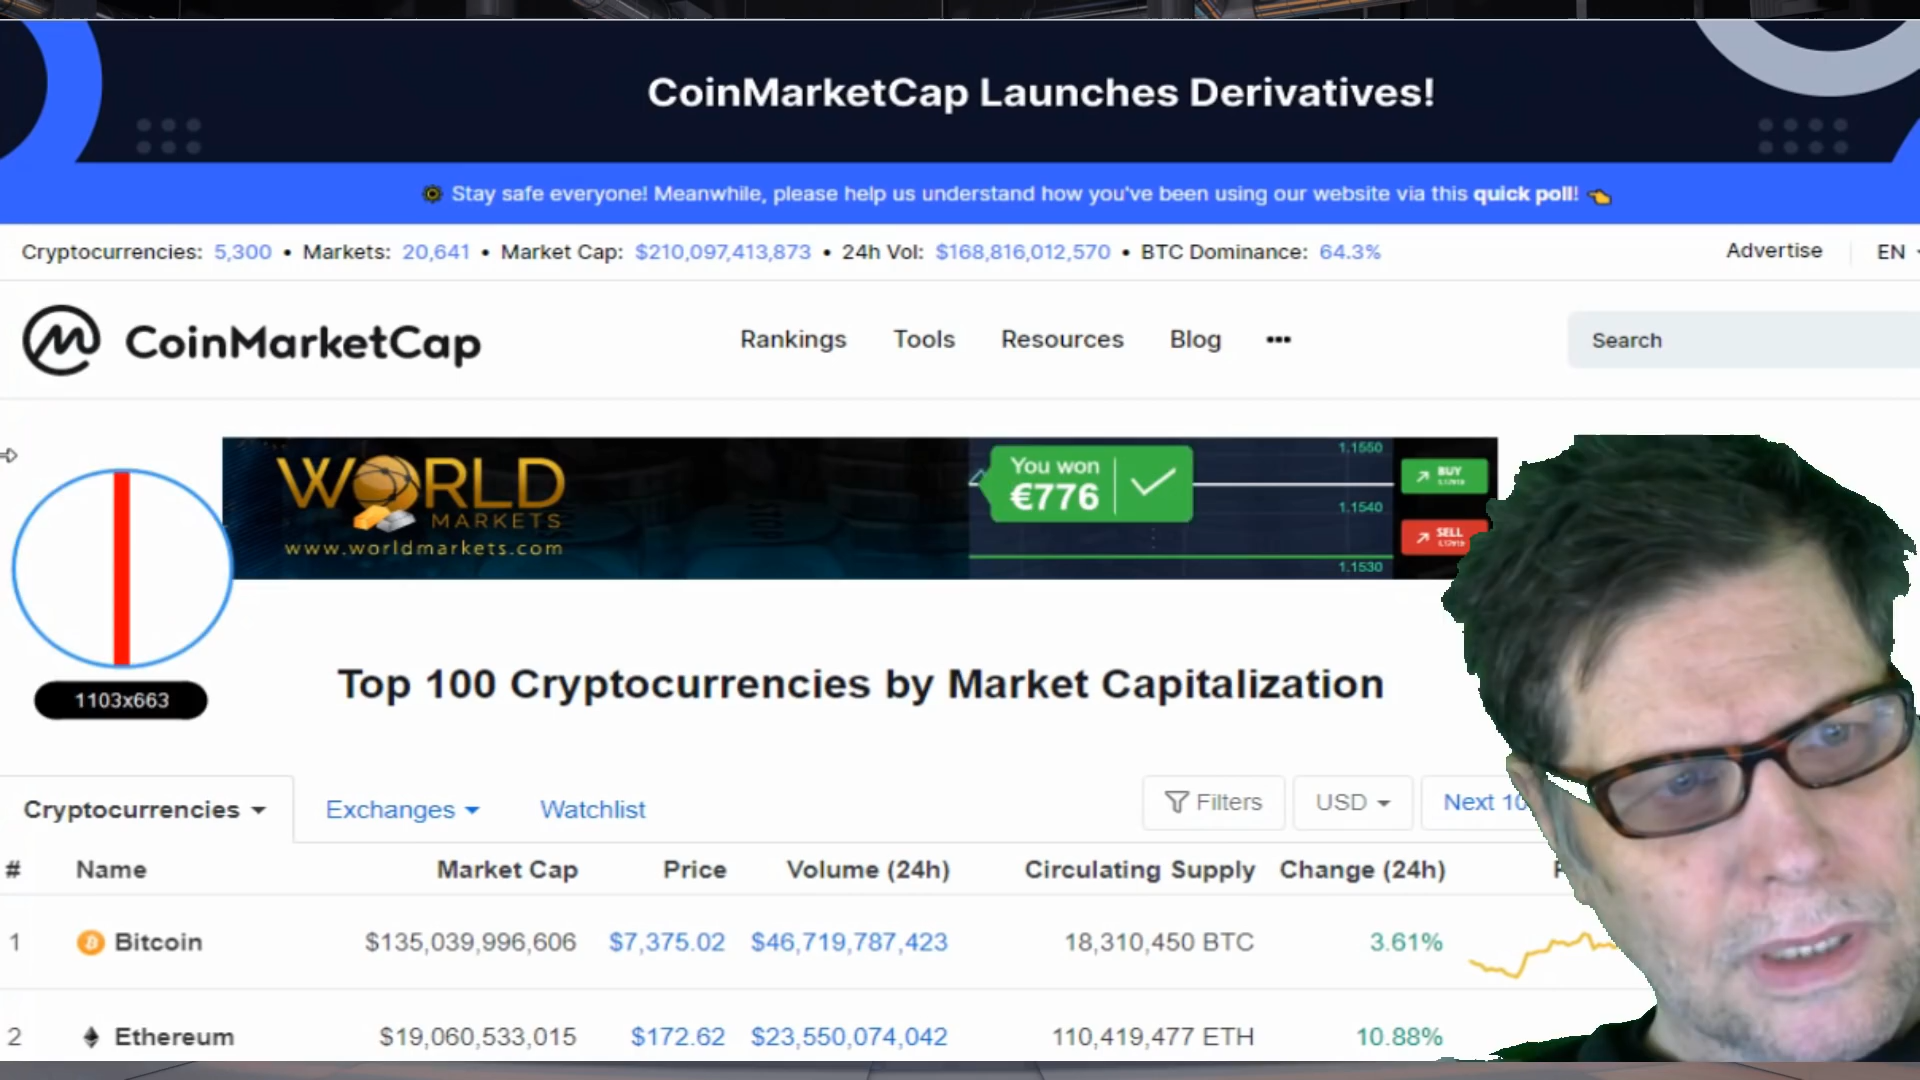 CoinMarketCap Launches Derivatives!
Stay safe everyone! Meanwhile, please help us understand how you've been using our website via this quick poll!
Cryptocurrencies: 5,300 • Markets: 20,641 • Market Cap: $210,097,413,873 • 24h Vol: $168,816,012,570 • BTC Dominance: 64.3%
Advertise EN
CoinMarketCap
Rankings Tools Resources Blog •••
Search
WORLD
MARKETS
www.worldmarkets.com
You won
€776
1.1550
1.1540
1.1530
BUY
SELL
1103x663
Top 100 Cryptocurrencies by Market Capitalization
Cryptocurrencies Exchanges Watchlist Filters USD Next 10
# Name Market Cap Price Volume (24h) Circulating Supply Change (24h)
1 Bitcoin $135,039,996,606 $7,375.02 $46,719,787,423 18,310,450 BTC 3.61%
2 Ethereum $19,060,533,015 $172.62 $23,550,074,042 110,419,477 ETH 10.88%